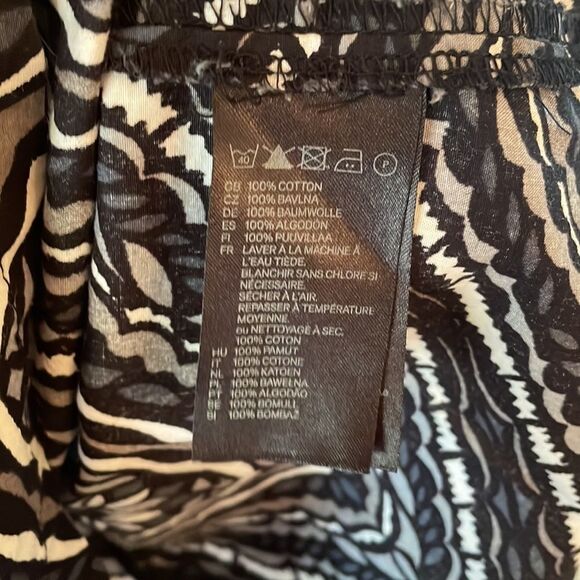 40 P
GB 100% COTTON
CZ 100% BAVLNA
DE 100% BAUMWOLLE
ES 100% ALGODÓN
FI 100% PUUVILLAA
FR LAVER À LA MACHINE À
L'EAU TIÈDE.
BLANCHIR SANS CHLORE SI
NÉCESSAIRE.
SÉCHER À L'AIR.
REPASSER À TEMPÉRATURE
MOYENNE.
OU NETTOYAGE À SEC.
100% COTON
HU 100% PAMUT
IT 100% COTONE
NL 100% KATOEN
PL 100% BAWEŁNA
PT 100% ALGODÃO
SE 100% BOMULL
SI 100% BOMBAŽ